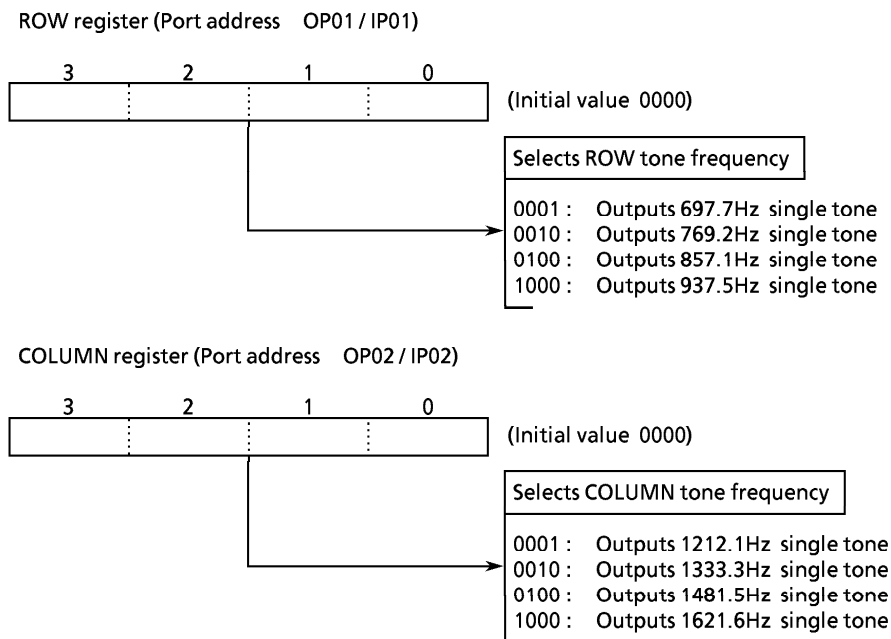 ROW register (Port address OP01 / IP01)
3 2 1 0
(Initial value 0000)
Selects ROW tone frequency
0001 : Outputs 697.7Hz single tone
0010 : Outputs 769.2Hz single tone
0100 : Outputs 857.1Hz single tone
1000 : Outputs 937.5Hz single tone
COLUMN register (Port address OP02 / IP02)
3 2 1 0
(Initial value 0000)
Selects COLUMN tone frequency
0001 : Outputs 1212.1Hz single tone
0010 : Outputs 1333.3Hz single tone
0100 : Outputs 1481.5Hz single tone
1000 : Outputs 1621.6Hz single tone